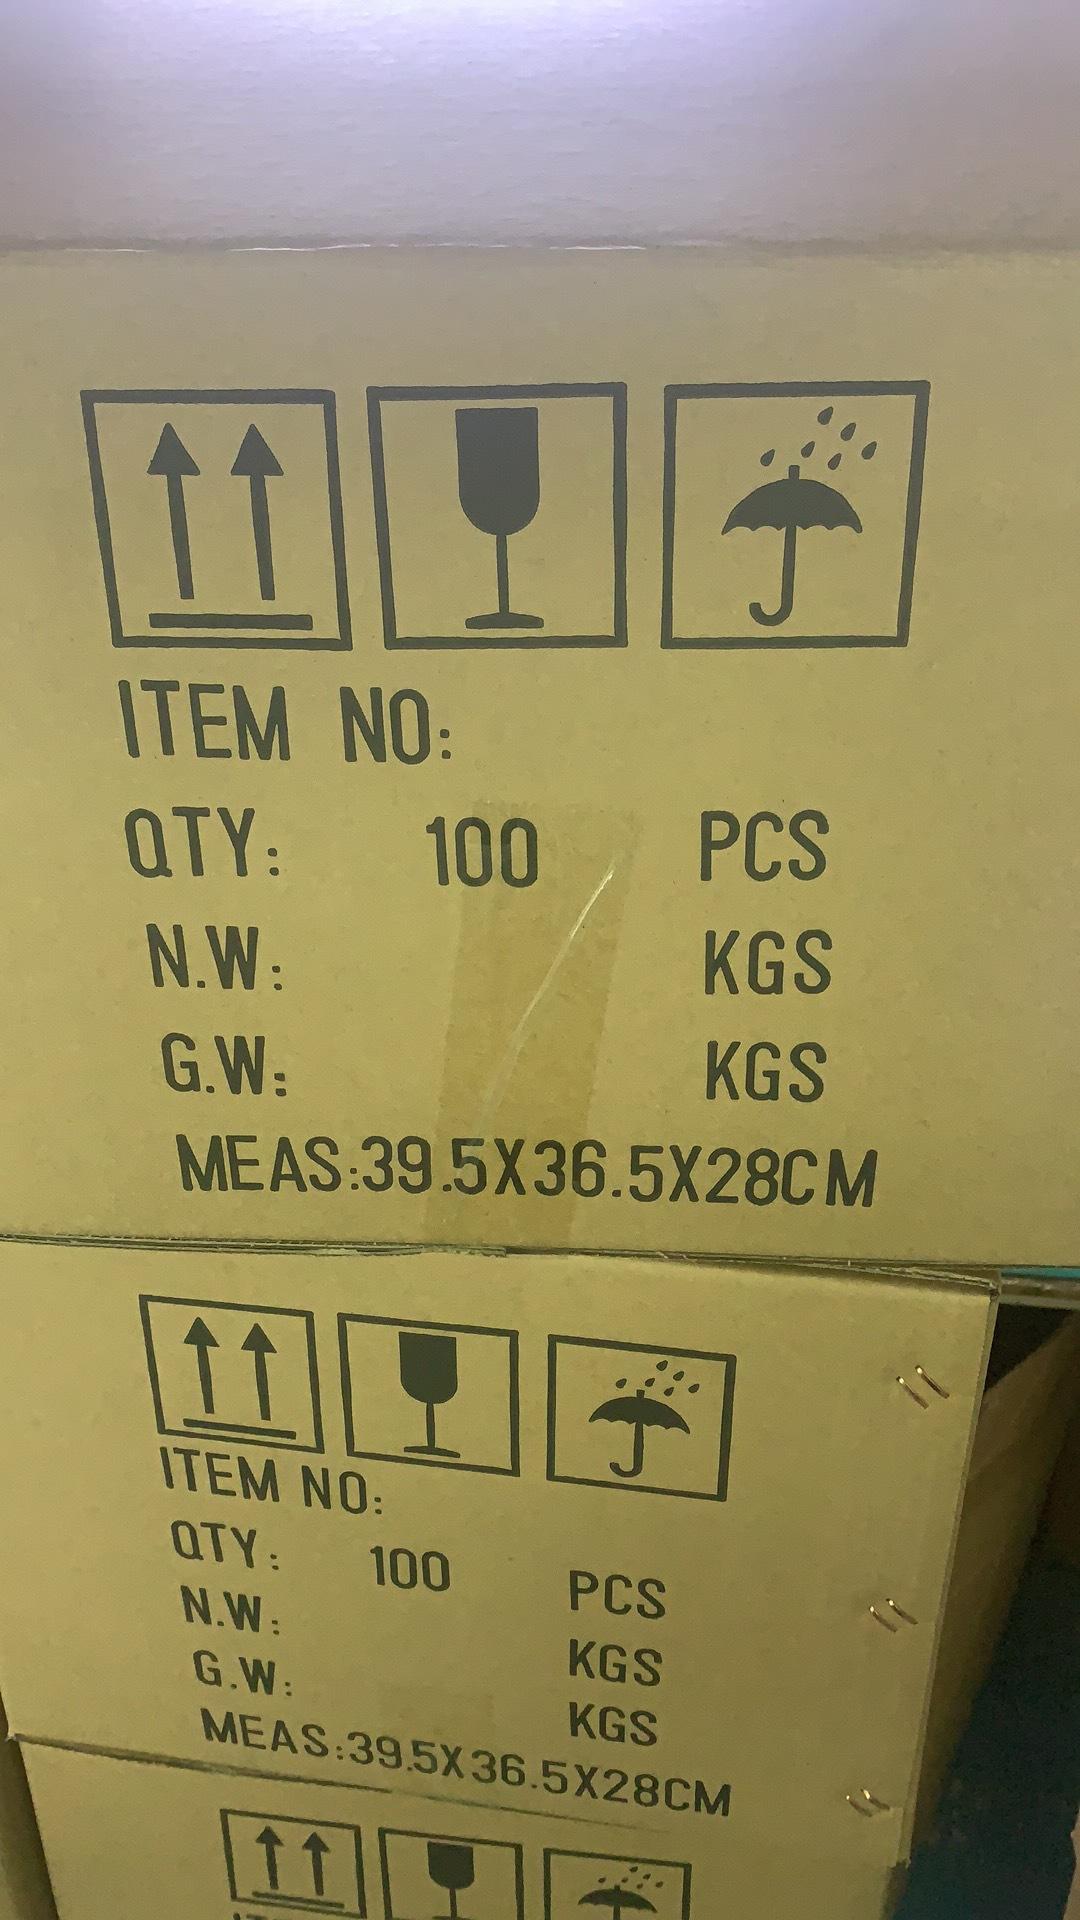 ITEM NO:
QTY: 100 PCS
N.W: KGS
G.W: KGS
MEAS:39.5X36.5X28CM
ITEM NO:
QTY: 100 PCS
N.W: KGS
G.W: KGS
MEAS:39.5X36.5X28CM